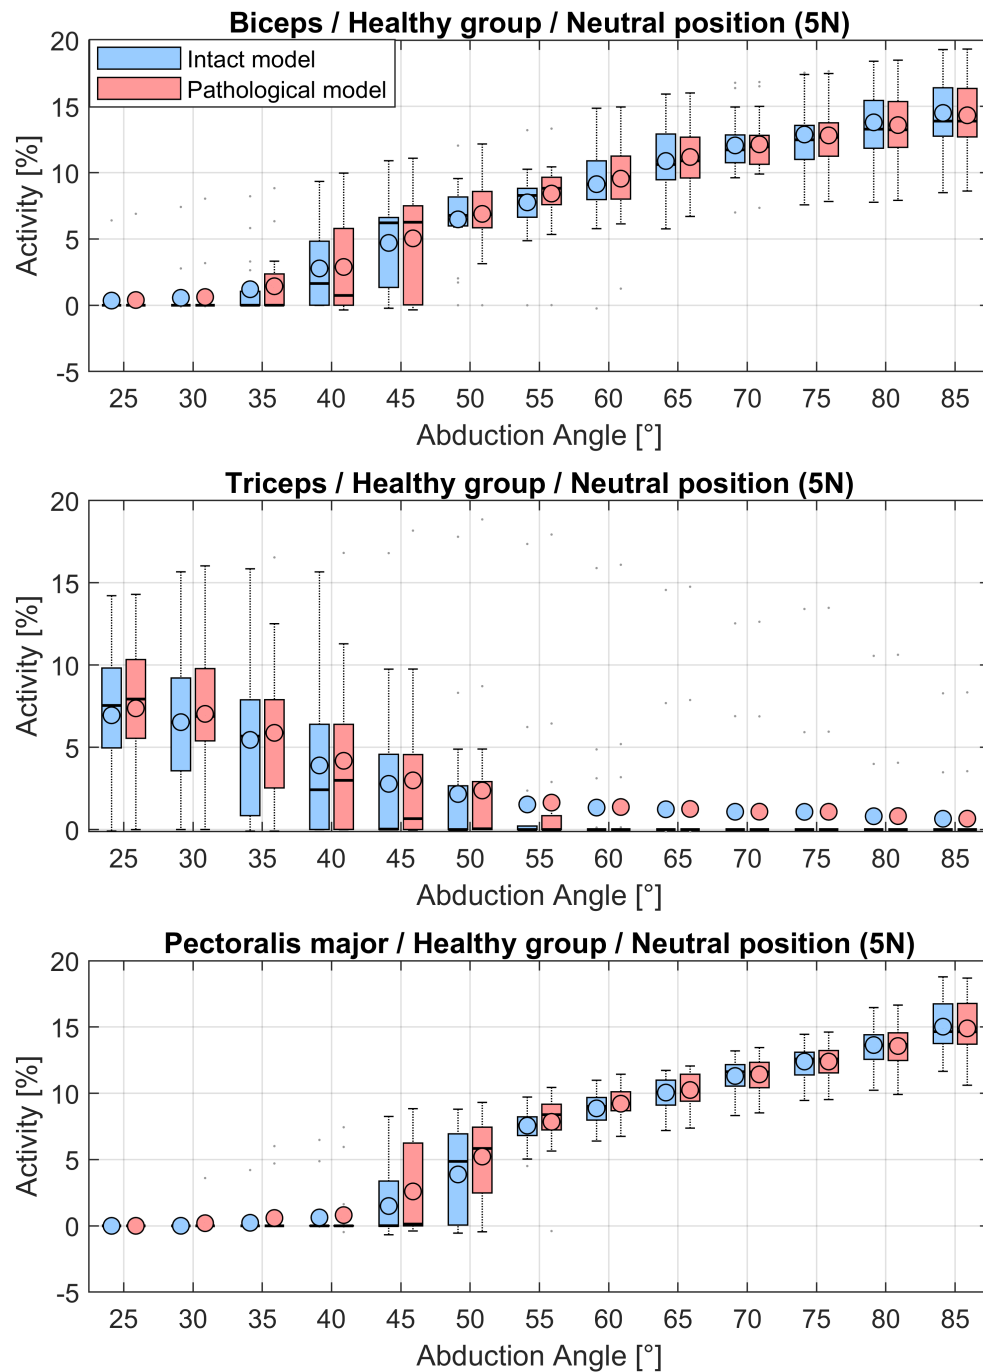 Biceps / Healthy group / Neutral position (5N)
Intact model
Pathological model
Activity [%]
20
15
10
5
0
-5
25 30 35 40 45 50 55 60 65 70 75 80 85
Abduction Angle [°]
Triceps / Healthy group / Neutral position (5N)
Activity [%]
20
15
10
5
0
25 30 35 40 45 50 55 60 65 70 75 80 85
Abduction Angle [°]
Pectoralis major / Healthy group / Neutral position (5N)
Activity [%]
20
15
10
5
0
-5
25 30 35 40 45 50 55 60 65 70 75 80 85
Abduction Angle [°]